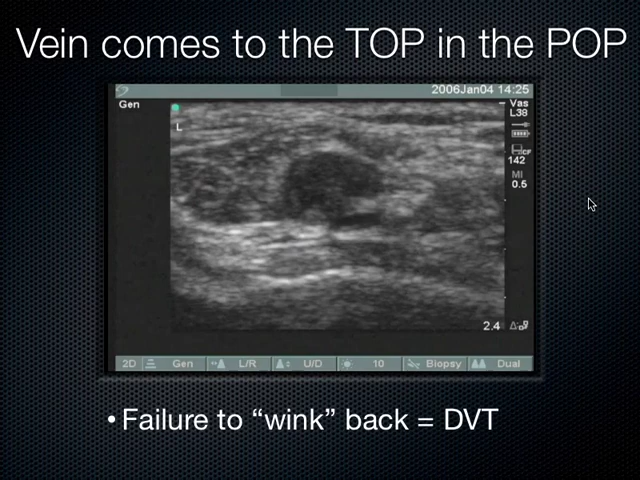 Vein comes to the TOP in the POP
2006Jan04 14:25
Gen
Vas
L38
L
CF
142
MI
0.5
2.4
2D Gen L/R U/D 10 Biopsy Dual
• Failure to “wink” back = DVT